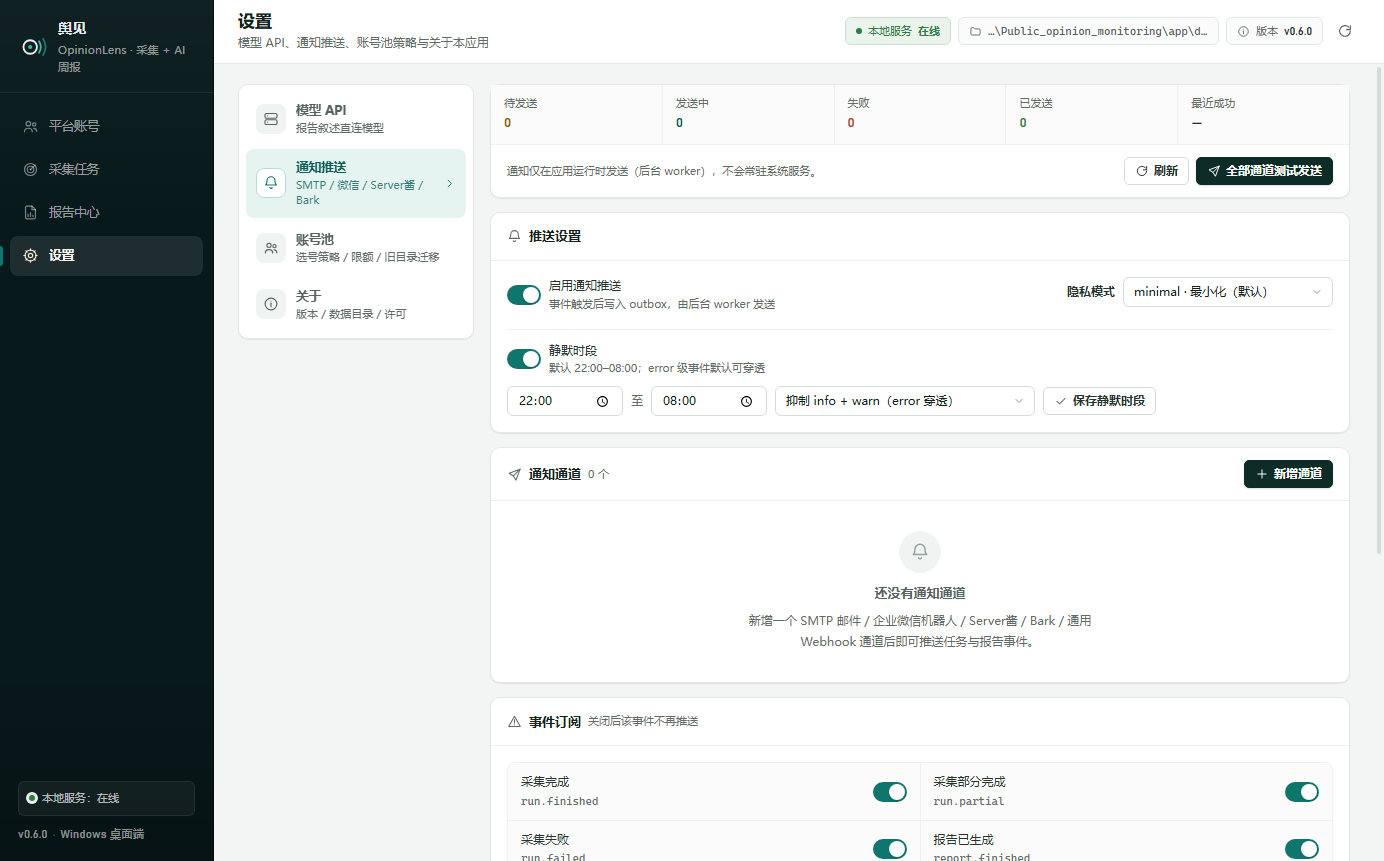 舆见
OpinionLens · 采集 + AI
周报
平台账号
采集任务
报告中心
设置
本地服务：在线
v0.6.0 · Windows 桌面端
设置
模型 API、通知推送、账号池策略与关于本应用
本地服务 在线
…\Public_opinion_monitoring\app\d…
版本 v0.6.0
模型 API
报告叙述直连模型
通知推送
SMTP / 微信 / Server酱 /
Bark
账号池
选号策略 / 限额 / 旧目录迁移
关于
版本 / 数据目录 / 许可
待发送
0
发送中
0
失败
0
已发送
0
最近成功
—
通知仅在应用运行时发送（后台 worker），不会常驻系统服务。
刷新
全部通道测试发送
推送设置
启用通知推送
事件触发后写入 outbox，由后台 worker 发送
隐私模式
minimal · 最小化（默认）
静默时段
默认 22:00–08:00；error 级事件默认可穿透
22:00
至
08:00
抑制 info + warn（error 穿透）
保存静默时段
通知通道 0 个
新增通道
还没有通知通道
新增一个 SMTP 邮件 / 企业微信机器人 / Server酱 / Bark / 通用
Webhook 通道后即可推送任务与报告事件。
事件订阅 关闭后该事件不再推送
采集完成
run.finished
采集部分完成
run.partial
采集失败
run.failed
报告已生成
report.finished